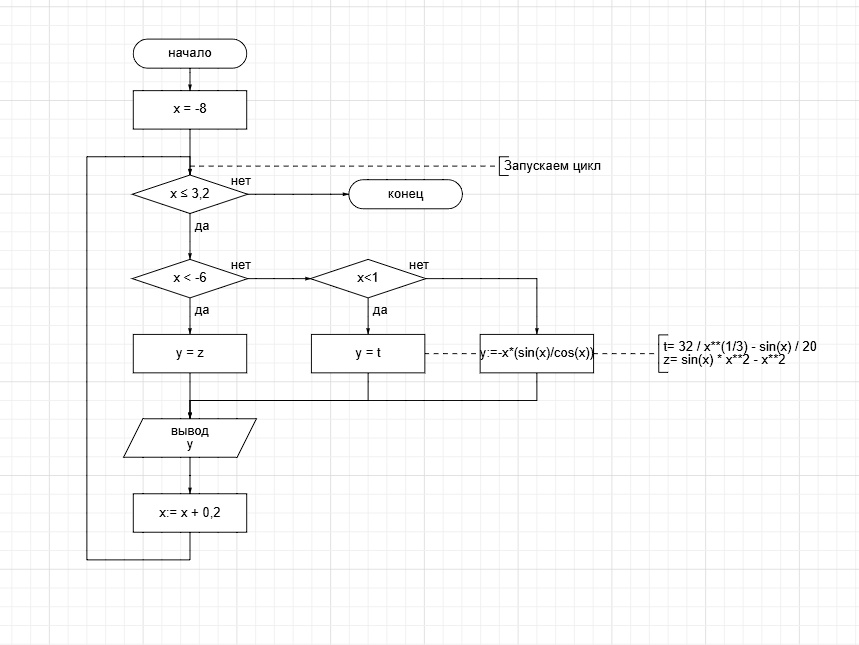 начало
x = -8
Запускаем цикл
x ≤ 3,2
нет
конец
да
x < -6
нет
x<1
нет
да
да
y = z
y = t
y:=-x*(sin(x)/cos(x))
t= 32 / x**(1/3) - sin(x) / 20
z= sin(x) * x**2 - x**2
вывод
y
x:= x + 0,2